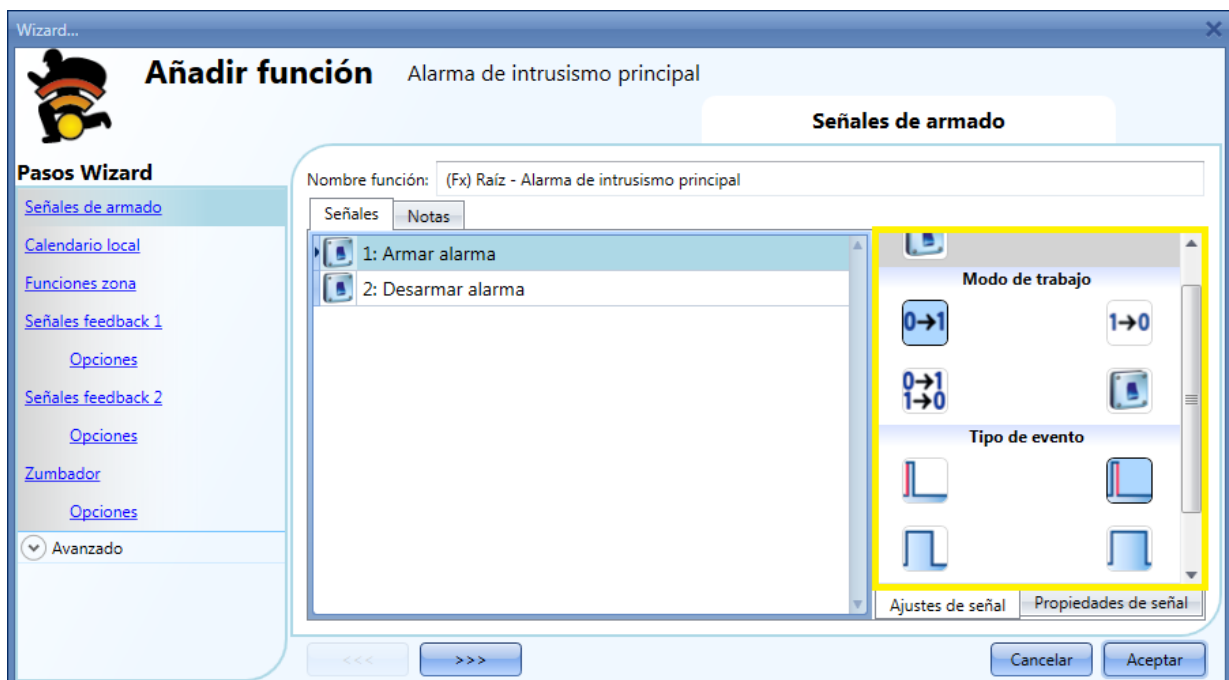 Wizard...
Añadir función
Alarma de intrusismo principal
Señales de armado
Pasos Wizard
Señales de armado
Calendario local
Funciones zona
Señales feedback 1
Opciones
Señales feedback 2
Opciones
Zumbador
Opciones
Avanzado
Nombre función: (Fx) Raíz - Alarma de intrusismo principal
Señales Notas
1: Armar alarma
2: Desarmar alarma
Modo de trabajo
0→1 1→0
0→1
1→0
Tipo de evento
Ajustes de señal Propiedades de señal
<<< >>> Cancelar Aceptar